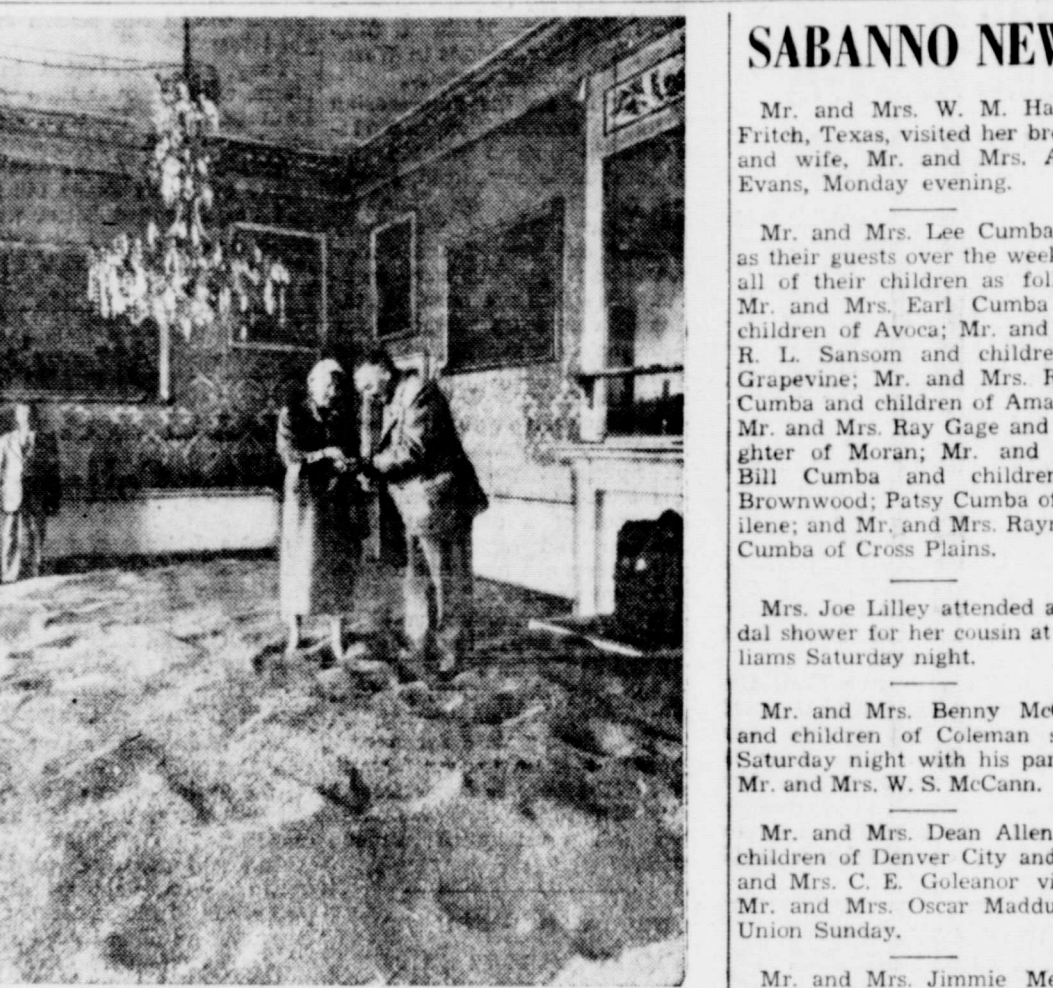 SABANNO NEW
Mr. and Mrs. W. M. Ha
Fritch, Texas, visited her bro
and wife, Mr. and Mrs. A
Evans, Monday evening.
Mr. and Mrs. Lee Cumba
as their guests over the week
all of their children as fol
Mr. and Mrs. Earl Cumba
children of Avoca; Mr. and
R. L. Sansom and childre
Grapevine; Mr. and Mrs.
Cumba and children of Ama
Mr. and Mrs. Ray Gage and
ghter of Moran; Mr. and
Bill Cumba and children
Brownwood; Patsy Cumba of
ilene; and Mr. and Mrs. Rayn
Cumba of Cross Plains.
Mrs. Joe Lilley attended a
dal shower for her cousin at
liams Saturday night.
Mr. and Mrs. Benny McC
and children of Coleman s
Saturday night with his par
Mr. and Mrs. W. S. McCann.
Mr. and Mrs. Dean Allen
children of Denver City and
and Mrs. C. E. Goleanor vi
Mr. and Mrs. Oscar Maddu
Union Sunday.
Mr. and Mrs. Jimmie Mc